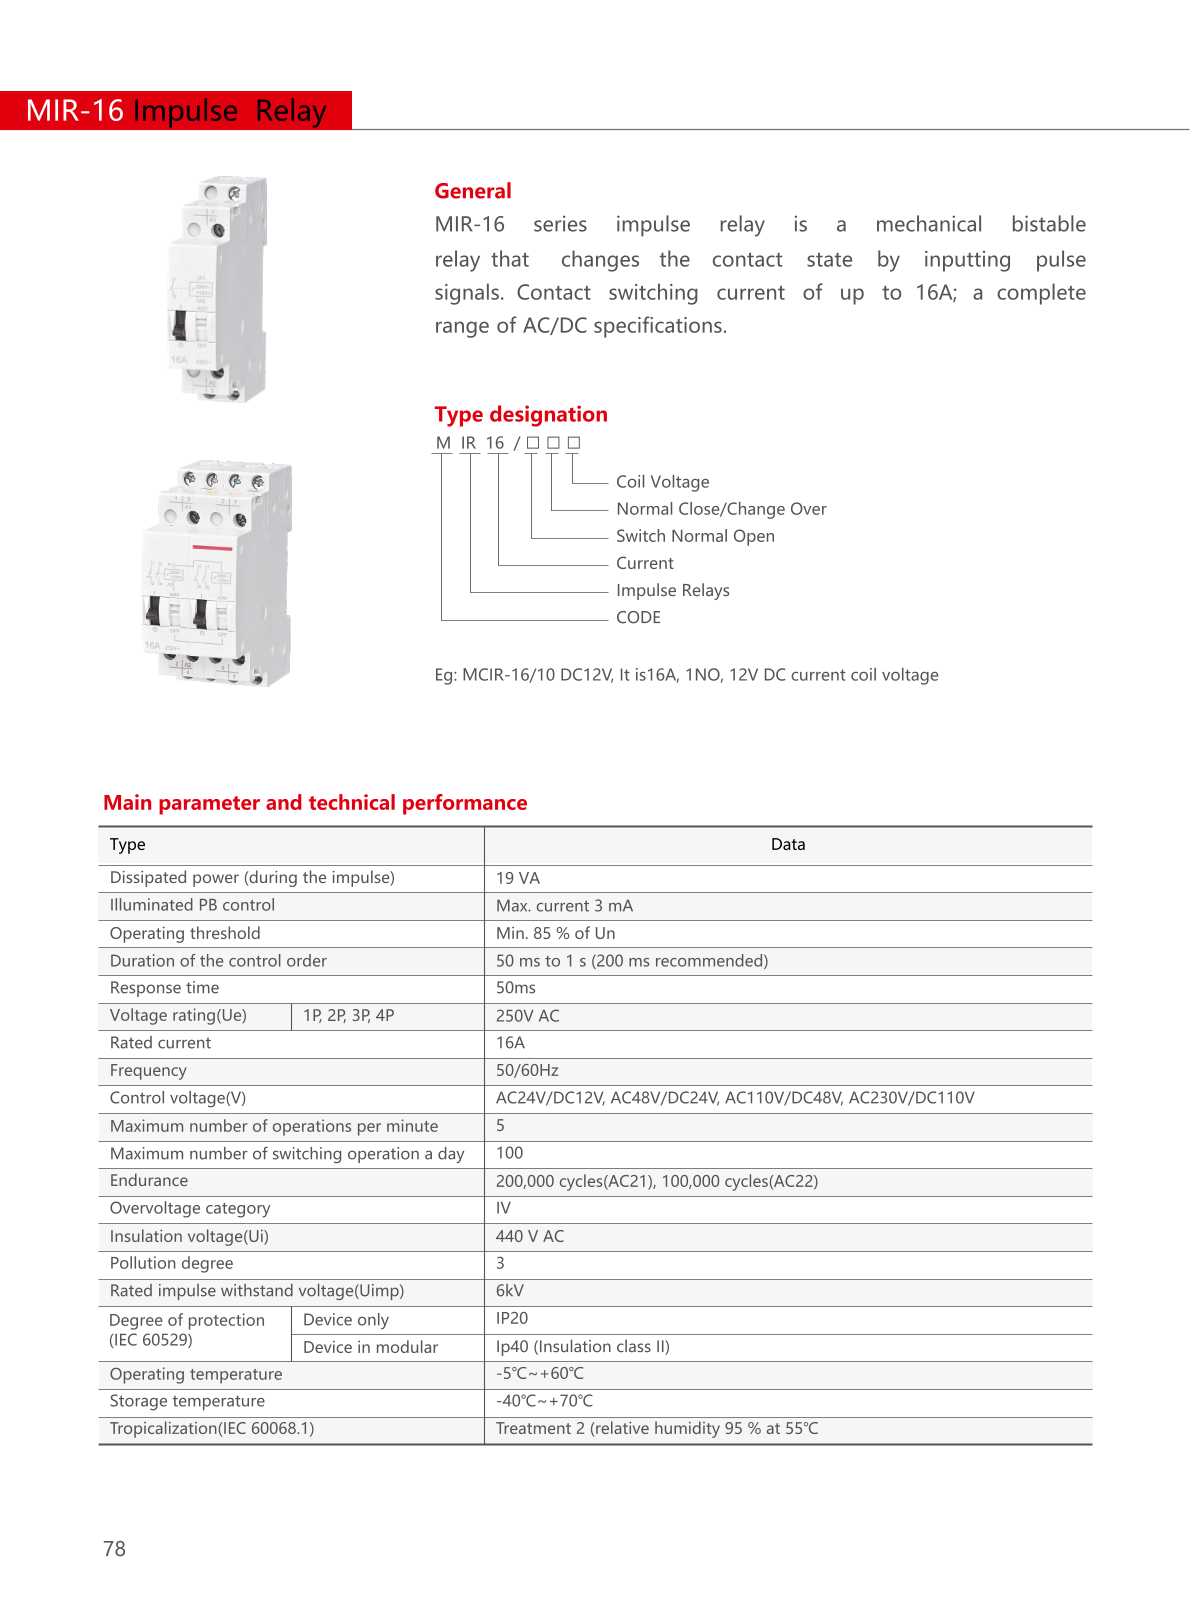 MIR-16 Impulse Relay
General
MIR-16 series impulse relay is a mechanical bistable
relay that changes the contact state by inputting pulse
signals. Contact switching current of up to 16A; a complete
range of AC/DC specifications.
Type designation
M IR 16 / □ □ □
Coil Voltage
Normal Close/Change Over
Switch Normal Open
Current
Impulse Relays
CODE
Eg: MCIR-16/10 DC12V, It is16A, 1NO, 12V DC current coil voltage
16A
OFF
16A 250V~
OFF
OFF
Main parameter and technical performance
Type Data
Dissipated power (during the impulse) 19 VA
Illuminated PB control Max. current 3 mA
Operating threshold Min. 85 % of Un
Duration of the control order 50 ms to 1 s (200 ms recommended)
Response time 50ms
Voltage rating(Ue) 1P, 2P, 3P, 4P 250V AC
Rated current 16A
Frequency 50/60Hz
Control voltage(V) AC24V/DC12V, AC48V/DC24V, AC110V/DC48V, AC230V/DC110V
Maximum number of operations per minute 5
Maximum number of switching operation a day 100
Endurance 200,000 cycles(AC21), 100,000 cycles(AC22)
Overvoltage category IV
Insulation voltage(Ui) 440 V AC
Pollution degree 3
Rated impulse withstand voltage(Uimp) 6kV
Degree of protection
(IEC 60529)
Device only IP20
Device in modular Ip40 (Insulation class II)
Operating temperature -5℃~+60℃
Storage temperature -40℃~+70℃
Tropicalization(IEC 60068.1) Treatment 2 (relative humidity 95 % at 55℃
78